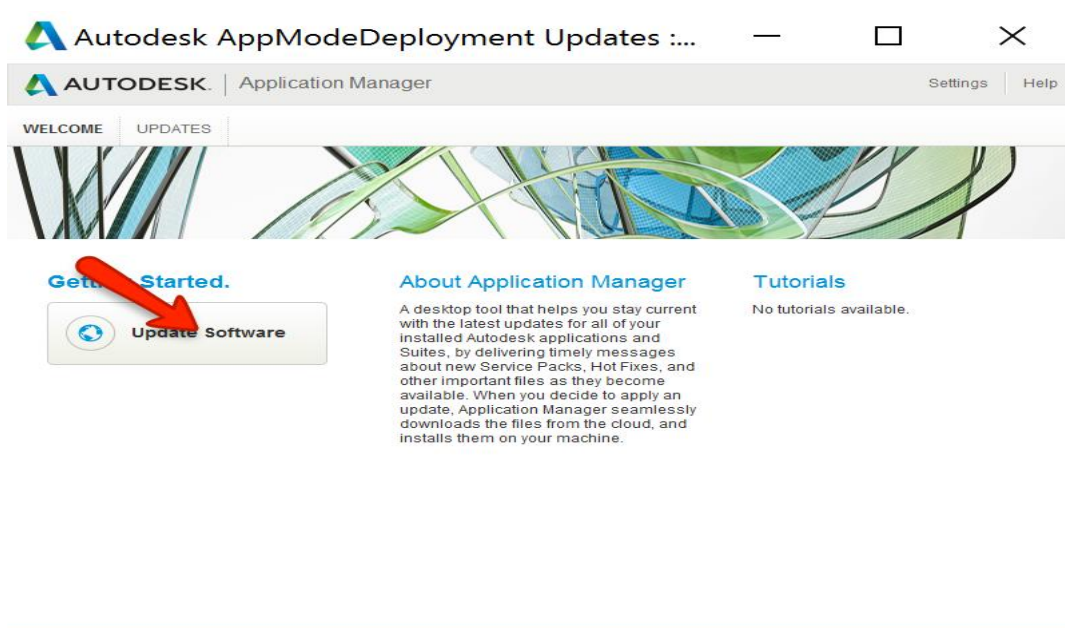 Autodesk AppModeDeployment Updates :...
AUTODESK. Application Manager
Settings Help
WELCOME UPDATES
Getting Started.
Update Software
About Application Manager
A desktop tool that helps you stay current
with the latest updates for all of your
installed Autodesk applications and
Suites, by delivering timely messages
about new Service Packs, Hot Fixes, and
other important files as they become
available. When you decide to apply an
update, Application Manager seamlessly
downloads the files from the cloud, and
installs them on your machine.
Tutorials
No tutorials available.